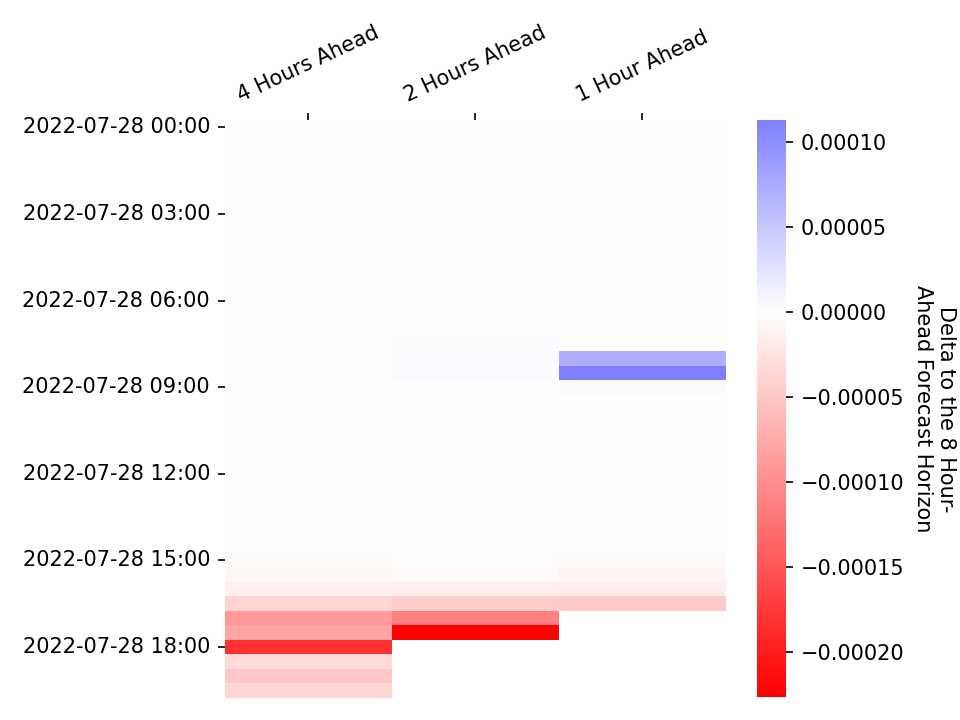 4 Hours Ahead
2 Hours Ahead
1 Hour Ahead
2022-07-28 00:00
2022-07-28 03:00
2022-07-28 06:00
2022-07-28 09:00
2022-07-28 12:00
2022-07-28 15:00
2022-07-28 18:00
0.00010
0.00005
0.00000
−0.00005
−0.00010
−0.00015
−0.00020
Delta to the 8 Hour-
Ahead Forecast Horizon